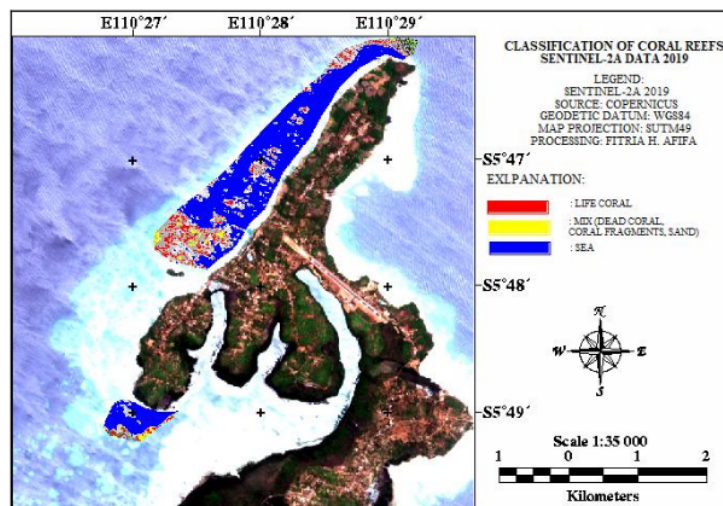 E110°27´ E110°28´ E110°29´
CLASSIFICATION OF CORAL REEFS
SENTINEL-2A DATA 2019
LEGEND:
SENTINEL-2A 2019
SOURCE: COPERNICUS
GEODETIC DATUM: WGS84
MAP PROJECTION: SUTM49
PROCESSING: FITRIA H. AFIFA
S5°47´
EXLPANATION:
: LIFE CORAL
: MIX (DEAD CORAL,
CORAL FRAGMENTS, SAND)
: SEA
S5°48´
N
W E
S
S5°49´
Scale 1:35 000
1 0 1 2
Kilometers